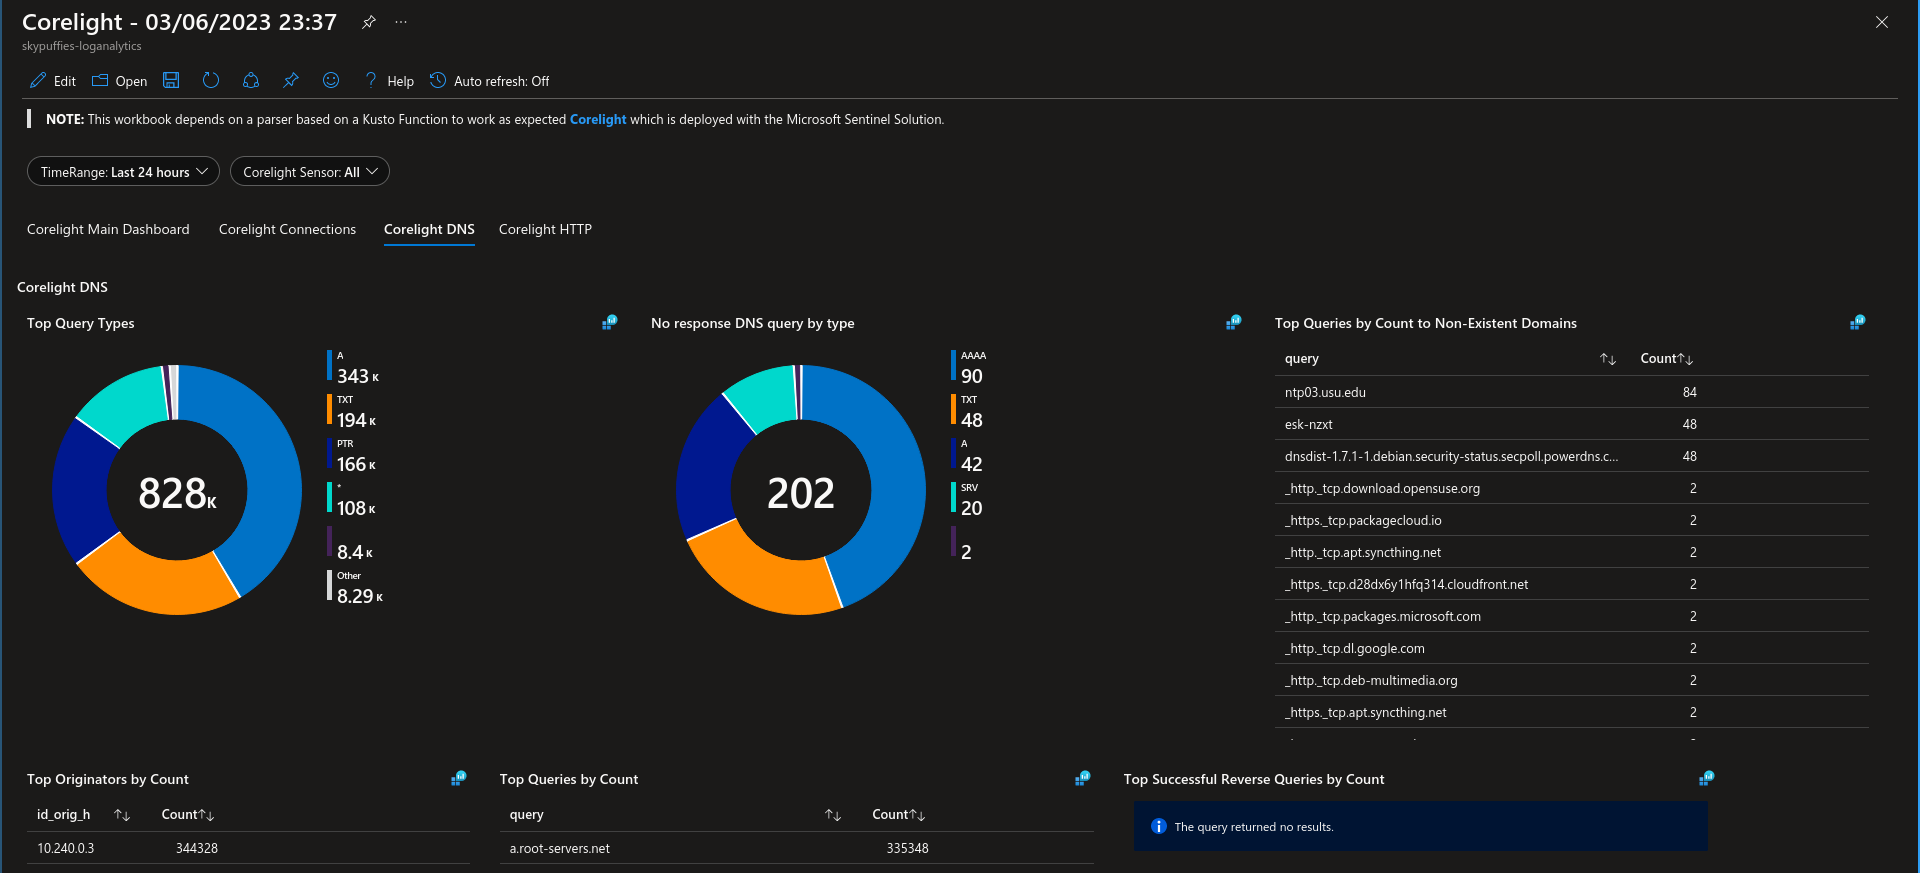 Corelight - 03/06/2023 23:37
skypuffies-loganalytics
Edit Open Help Auto refresh: Off
NOTE: This workbook depends on a parser based on a Kusto Function to work as expected Corelight which is deployed with the Microsoft Sentinel Solution.
TimeRange: Last 24 hours Corelight Sensor: All
Corelight Main Dashboard Corelight Connections Corelight DNS Corelight HTTP
Corelight DNS
Top Query Types
828K
A
343 K
TXT
194 K
PTR
166 K
*
108 K
8.4 K
Other
8.29 K
No response DNS query by type
202
AAAA
90
TXT
48
A
42
SRV
20
2
Top Queries by Count to Non-Existent Domains
query Count
ntp03.usu.edu 84
esk-nzxt 48
dnsdist-1.7.1-1.debian.security-status.secpoll.powerdns.c... 48
_http._tcp.download.opensuse.org 2
_https._tcp.packagecloud.io 2
_http._tcp.apt.syncthing.net 2
_https._tcp.d28dx6y1hfq314.cloudfront.net 2
_http._tcp.packages.microsoft.com 2
_http._tcp.dl.google.com 2
_http._tcp.deb-multimedia.org 2
_https._tcp.apt.syncthing.net 2
Top Originators by Count
id_orig_h Count
10.240.0.3 344328
Top Queries by Count
query Count
a.root-servers.net 335348
Top Successful Reverse Queries by Count
The query returned no results.